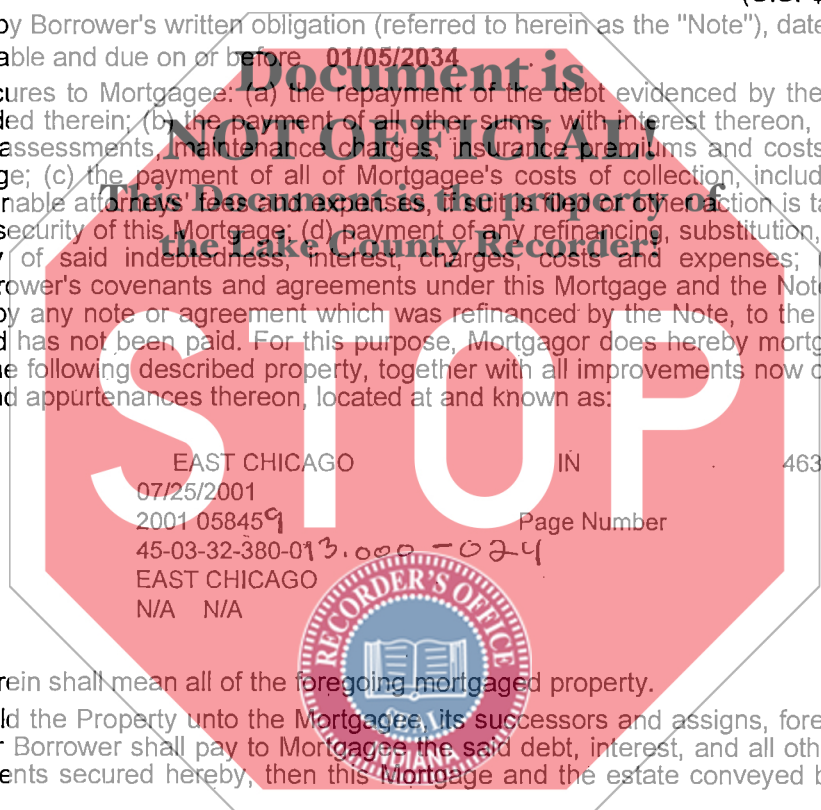 by Borrower's written obligation (referred to herein as the "Note"), date
able and due on or before 01/05/2034
Document is
cures to Mortgagee: (a) the repayment of the debt evidenced by the
ded therein; (b) the payment of all other sums, with interest thereon,
NOT OFFICIAL!
assessments, maintenance charges, insurance premiums and costs
ge; (c) the payment of all of Mortgagee's costs of collection, includ
This Document is the property of
nable attorneys' fees and expenses, if suit is filed or other action is ta
security of this Mortgage; (d) payment of any refinancing, substitution,
the Lake County Recorder!
y of said indebtedness, interest, charges, costs and expenses; (
rower's covenants and agreements under this Mortgage and the Note
by any note or agreement which was refinanced by the Note, to the
d has not been paid. For this purpose, Mortgagor does hereby mortg
e following described property, together with all improvements now o
nd appurtenances thereon, located at and known as:
STOP
EAST CHICAGO IN 463
07/25/2001
2001 058459 Page Number
45-03-32-380-013.000-024
EAST CHICAGO
N/A N/A
RECORDER'S OFFICE
SEAL
INDIANA
rein shall mean all of the foregoing mortgaged property.
ld the Property unto the Mortgagee, its successors and assigns, fore
r Borrower shall pay to Mortgagee the said debt, interest, and all oth
ents secured hereby, then this Mortgage and the estate conveyed b